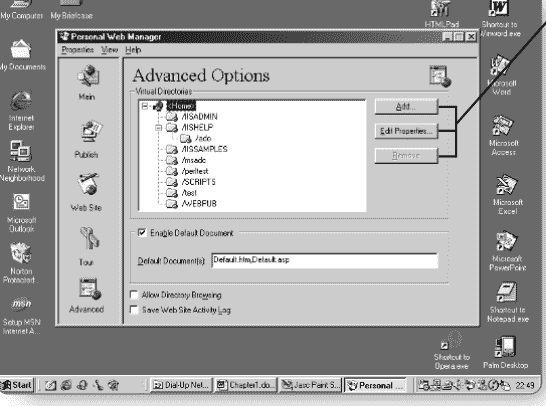 My Computer
My Briefcase
HTMLPad
Shortcut to
Winword.exe
Personal Web Manager
Properties View Help
My Documents
Internet
Explorer
Network
Neighborhood
Microsoft
Outlook
Norton
Protected
msn
Setup MSN
Internet A...
Main
Publish
Web Site
Tour
Advanced
Advanced Options
Virtual Directories
<Home>
/IISADMIN
/IISHELP
/ado
/IISSAMPLES
/msadc
/perltest
/SCRIPTS
/test
/WEBPUB
Add...
Edit Properties...
Remove
Enable Default Document
Default Document(s): Default.htm,Default.asp
Allow Directory Browsing
Save Web Site Activity Log
Microsoft
Word
Microsoft
Access
Microsoft
Excel
Microsoft
PowerPoint
Shortcut to
Notepad.exe
Shortcut to
Opera.exe
Palm Desktop
Start
Dial-Up Net...
Chapter1.do...
Jasc Paint S...
Personal ...
22:49